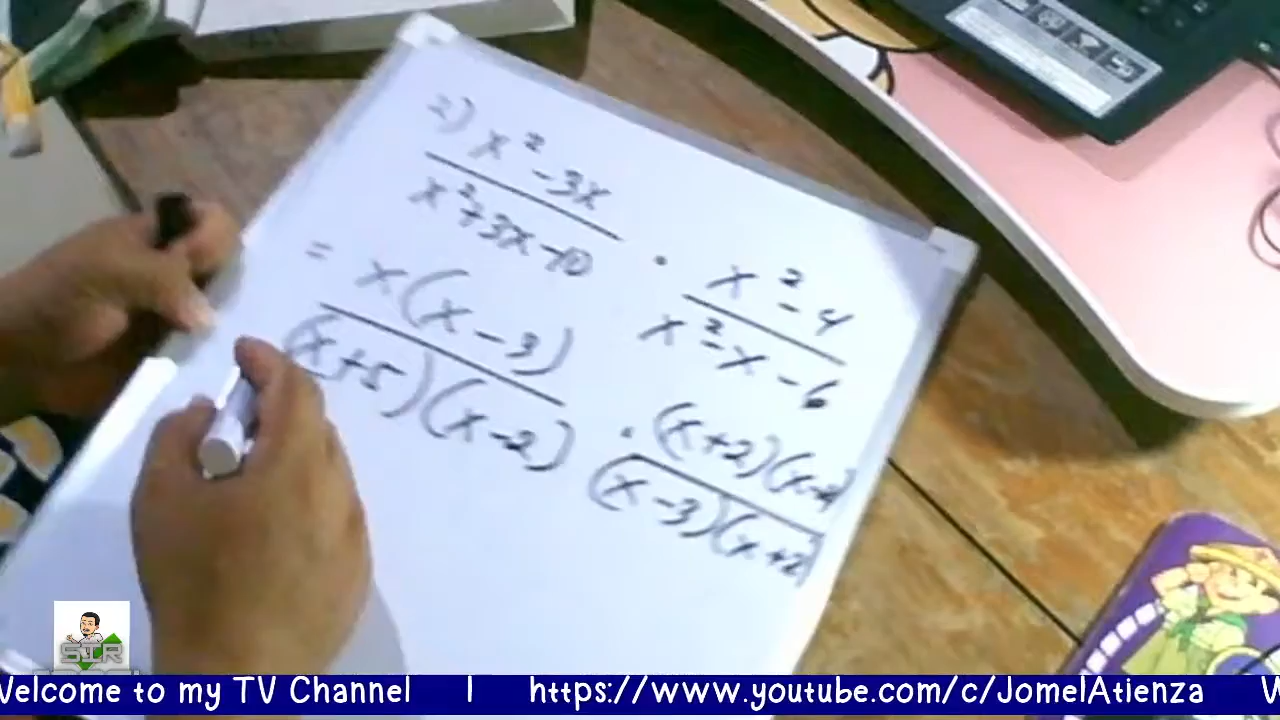 2) x² - 3x / x² + 3x - 10 · x² - 4 / x² - x - 6
= x(x - 3) / (x + 5)(x - 2) · (x + 2)(x - 2) / (x - 3)(x + 2
SIR
Welcome to my TV Channel | https://www.youtube.com/c/JomelAtienza W